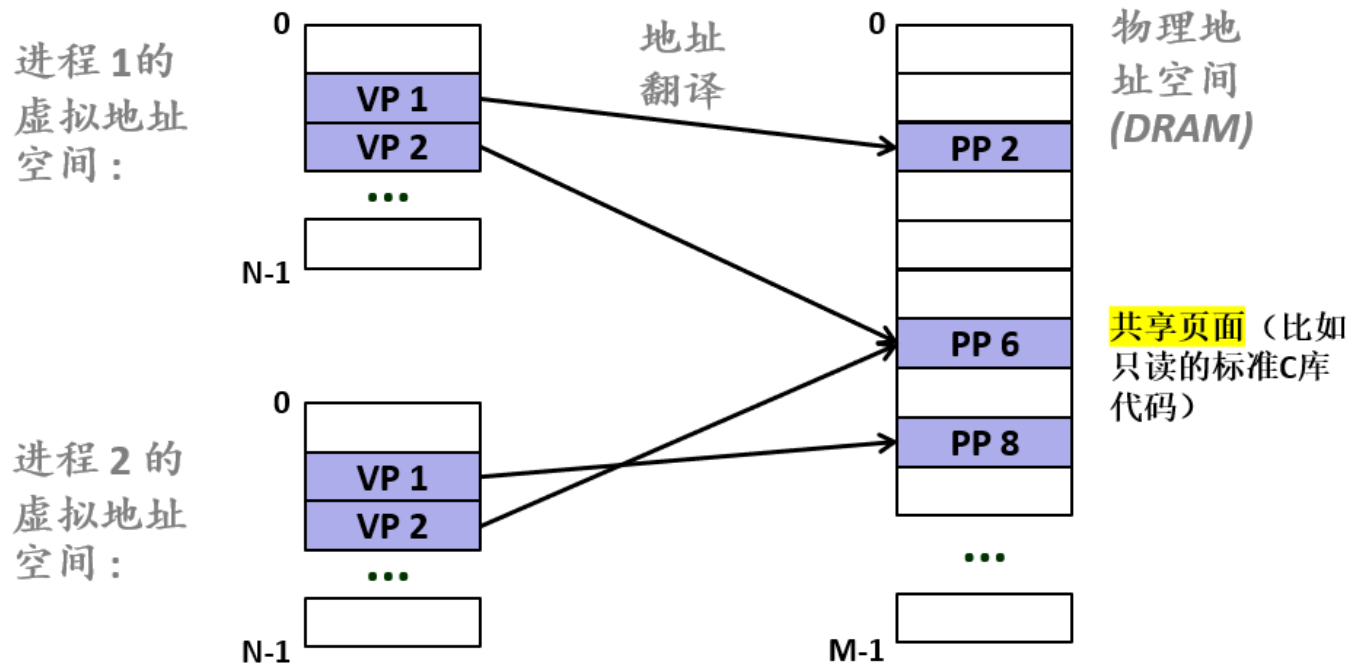 进程 1的
虚拟地址
空间：
0
VP 1
VP 2
...
N-1
地址
翻译
0
PP 2
PP 6
PP 8
...
M-1
物理地
址空间
(DRAM)
共享页面（比如
只读的标准C库
代码）
进程 2 的
虚拟地址
空间：
0
VP 1
VP 2
...
N-1